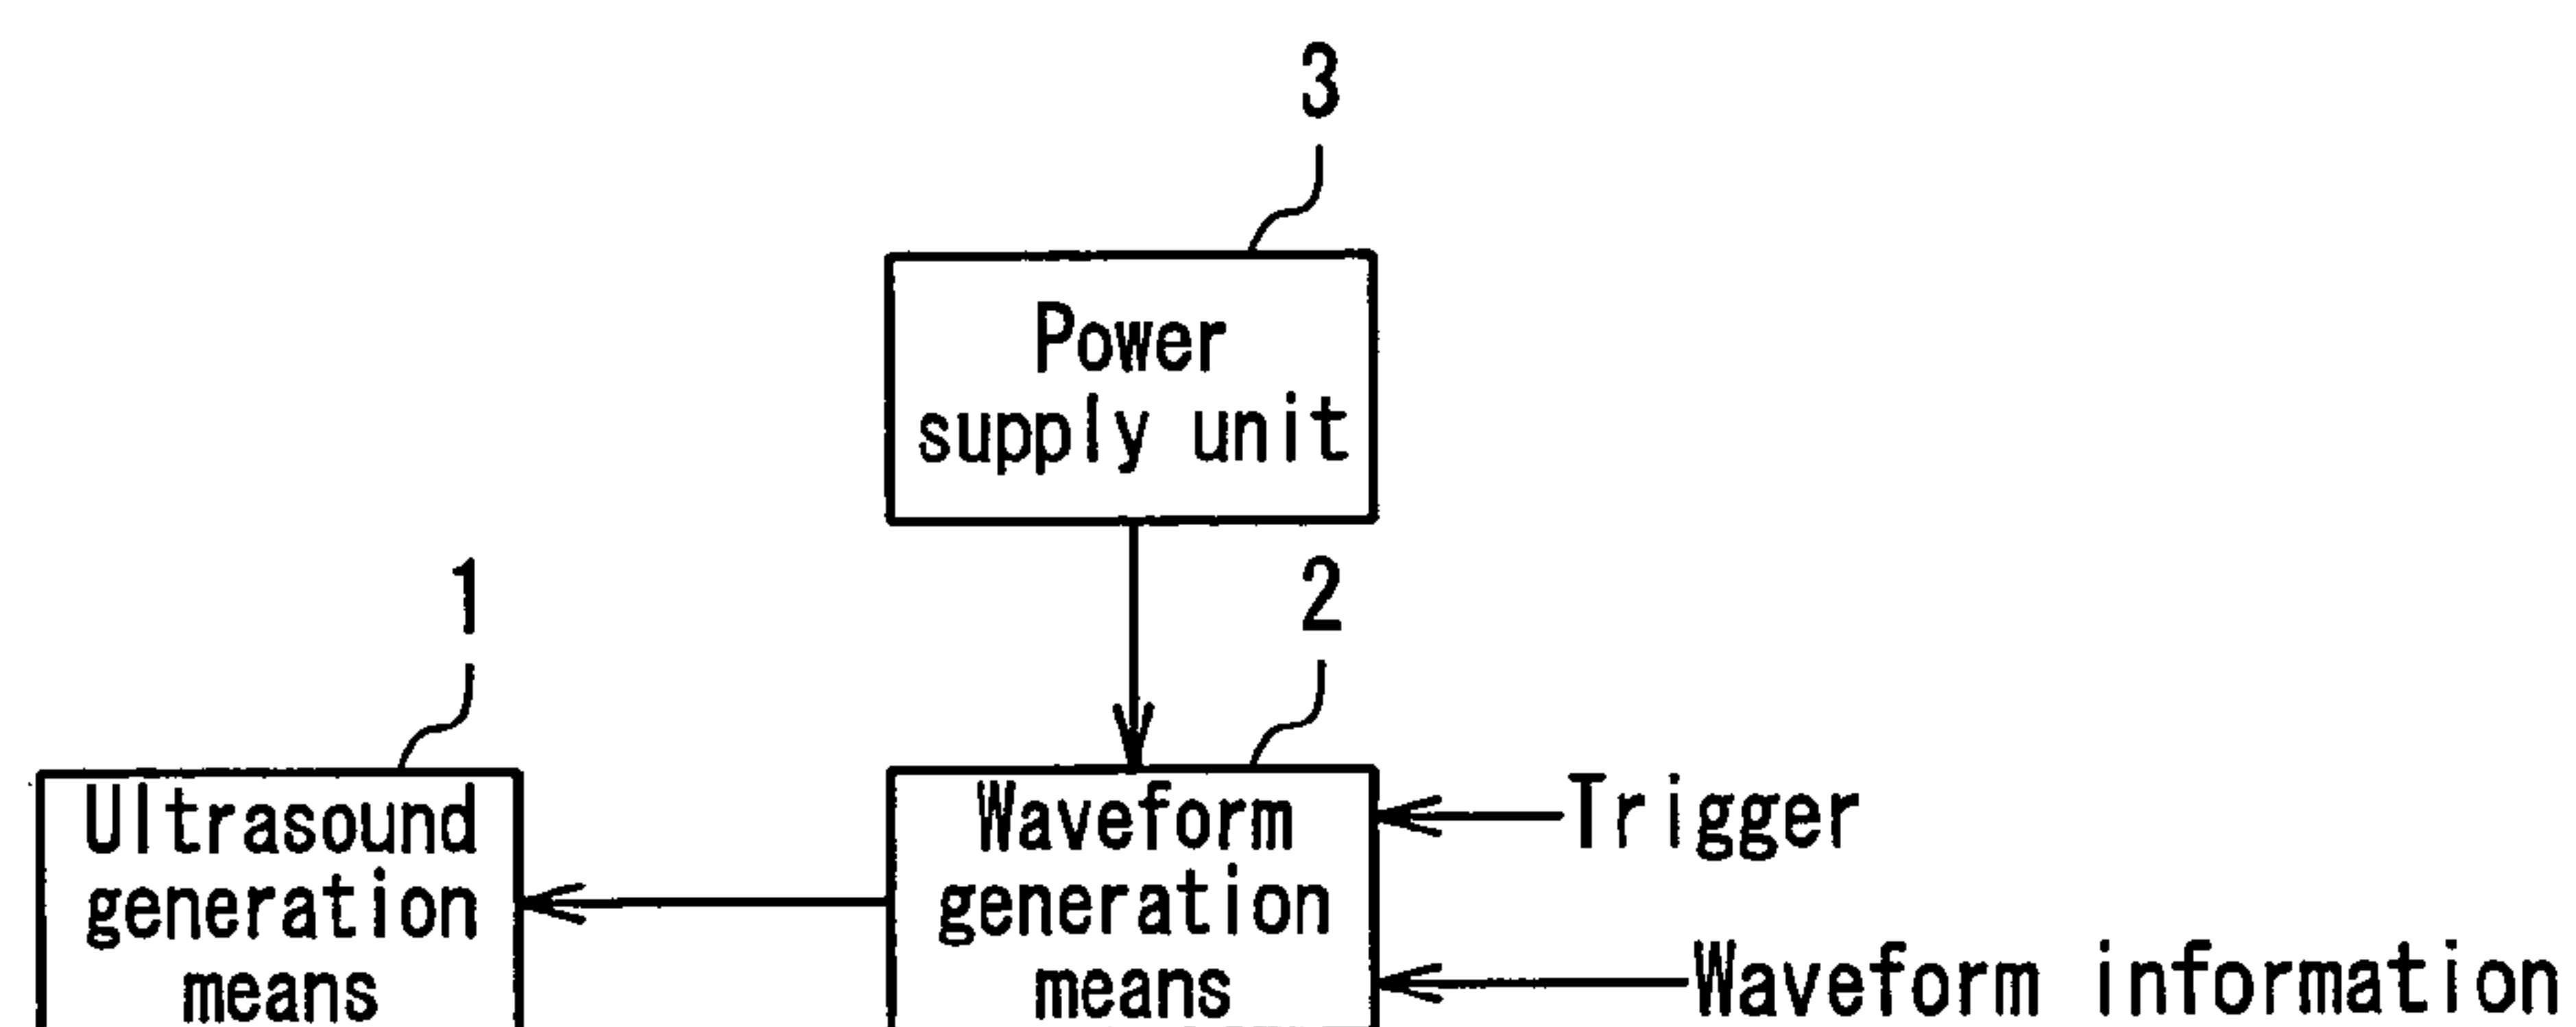 3
Power
supply unit
1
2
Ultrasound
generation
means
Waveform
generation
means
Trigger
Waveform information